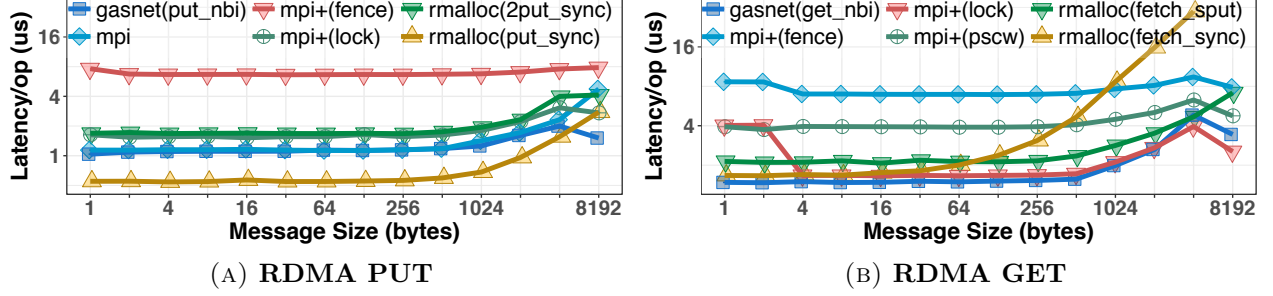 gasnet(put_nbi) mpi+(fence) rmalloc(2put_sync)
mpi mpi+(lock) rmalloc(put_sync)
Latency/op (us)
16
4
1
1 4 16 64 256 1024 8192
Message Size (bytes)
(A) RDMA PUT
gasnet(get_nbi) mpi+(lock) rmalloc(fetch_sput)
mpi+(fence) mpi+(pscw) rmalloc(fetch_sync)
Latency/op (us)
16
4
1 4 16 64 256 1024 8192
Message Size (bytes)
(B) RDMA GET